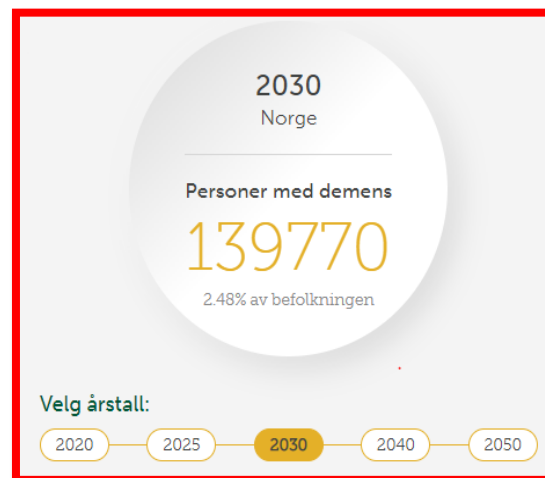 2030
Norge
Personer med demens
139770
2.48% av befolkningen
Velg årstall:
2020 2025 2030 2040 2050